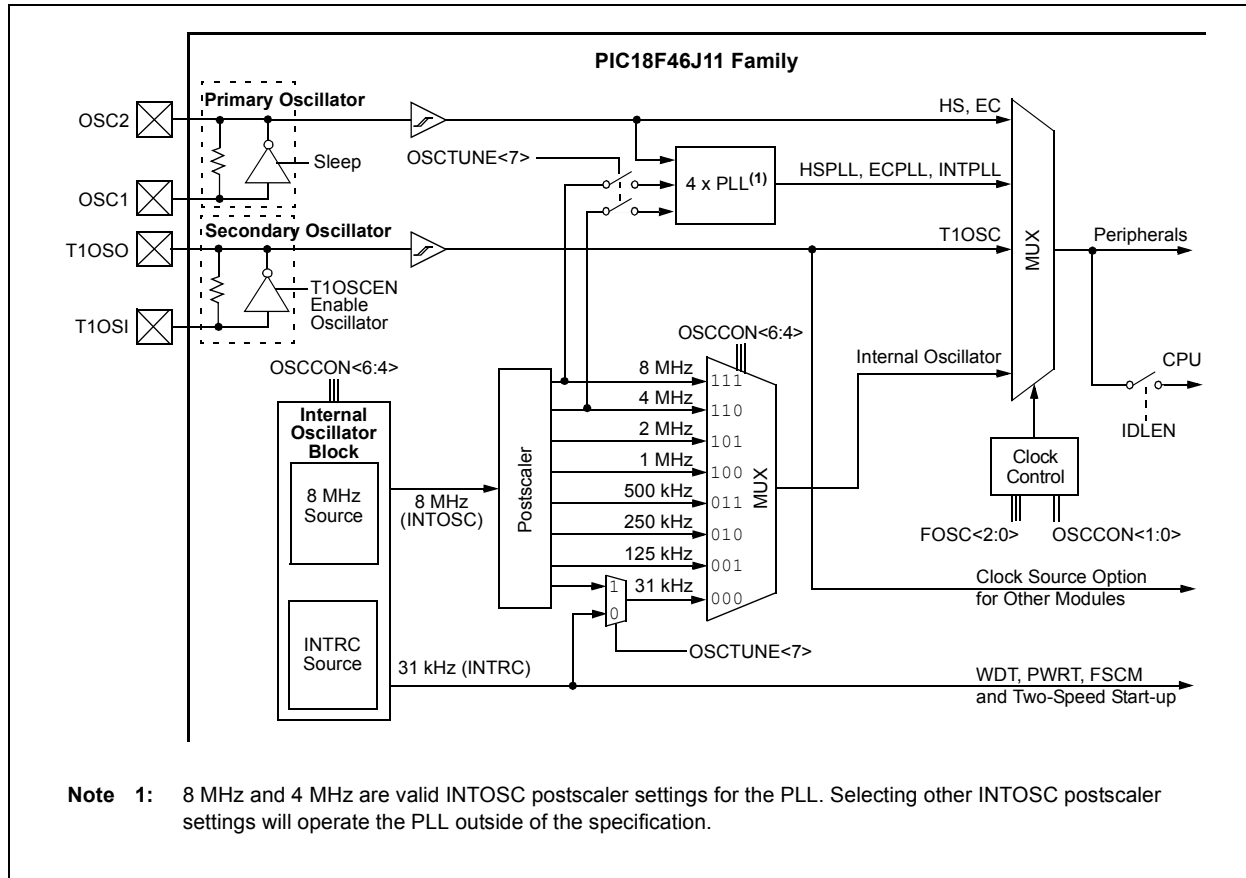 PIC18F46J11 Family
Primary Oscillator
OSC2
Sleep
OSC1
HS, EC
OSCTUNE<7>
4 x PLL(1)
HSPLL, ECPLL, INTPLL
Secondary Oscillator
T1OSO
T1OSC
T1OSCEN
Enable
Oscillator
T1OSI
MUX
Peripherals
CPU
IDLEN
Internal Oscillator
Clock
Control
FOSC<2:0>
OSCCON<1:0>
OSCCON<6:4>
Internal
Oscillator
Block
8 MHz
Source
8 MHz
(INTOSC)
INTRC
Source
31 kHz (INTRC)
Postscaler
OSCCON<6:4>
8 MHz
111
4 MHz
110
2 MHz
101
1 MHz
100
500 kHz
011
250 kHz
010
125 kHz
001
1
0
31 kHz
000
MUX
OSCTUNE<7>
Clock Source Option
for Other Modules
WDT, PWRT, FSCM
and Two-Speed Start-up
Note 1: 8 MHz and 4 MHz are valid INTOSC postscaler settings for the PLL. Selecting other INTOSC postscaler
settings will operate the PLL outside of the specification.